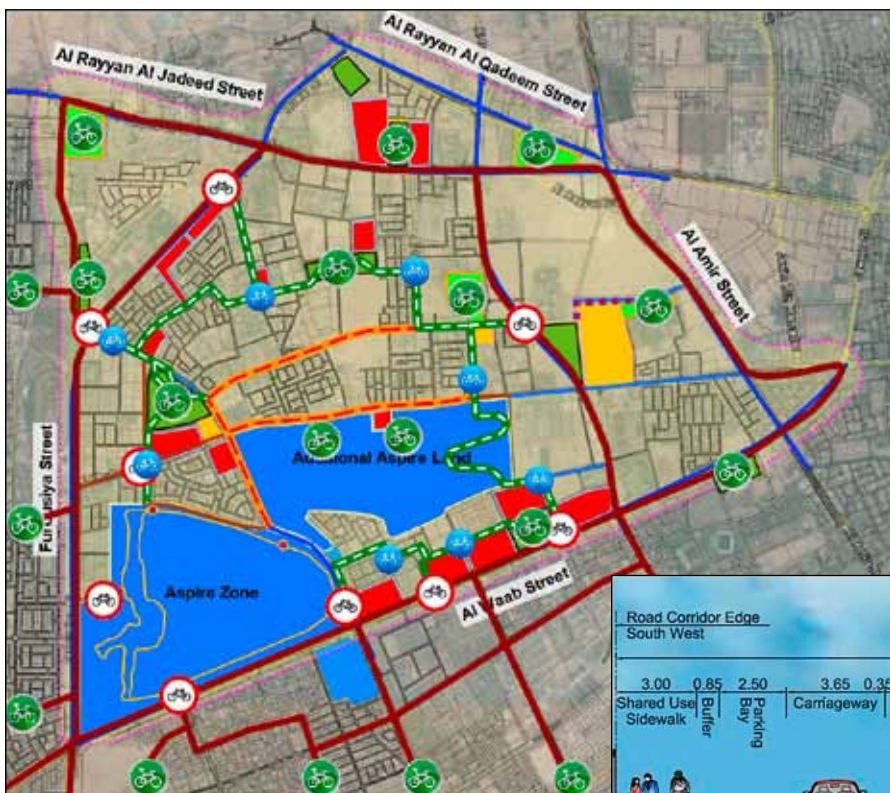 Al Rayyan Al Qadeem Street
Al Rayyan Al Jadeed Street
Al Amir Street
Furousiya Street
Additional Aspire Land
Aspire Zone
Al Waab Street
Road Corridor Edge
South West
3.00 0.85 2.50 3.65 0.35
Shared Use Sidewalk
Buffer
Parking Bay
Carriageway